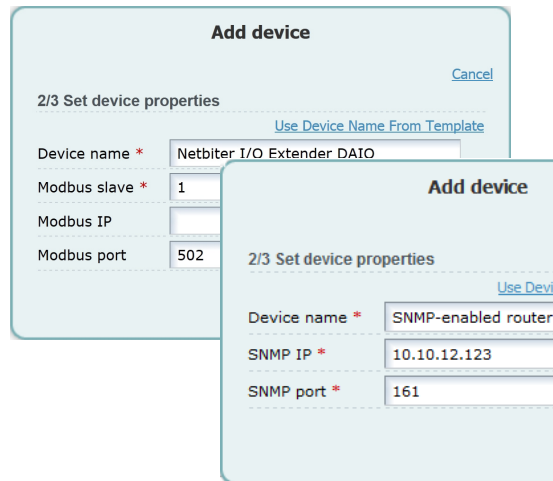 Add device
Cancel
2/3 Set device properties
Use Device Name From Template
Device name * Netbiter I/O Extender DAIO
Modbus slave * 1
Modbus IP
Modbus port 502
Add device
2/3 Set device properties
Use Devi
Device name * SNMP-enabled router
SNMP IP * 10.10.12.123
SNMP port * 161